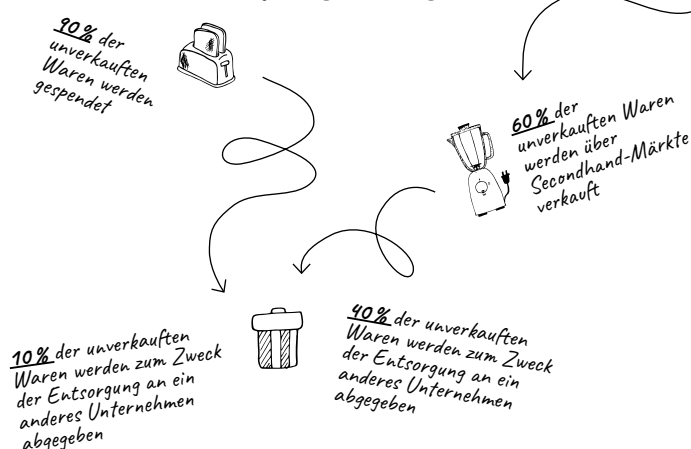 90% der
unverkauften
Waren werden
gespendet
60% der
unverkauften Waren
werden über
Secondhand-Märkte
verkauft
10% der unverkauften
Waren werden zum Zweck
der Entsorgung an ein
anderes Unternehmen
abgegeben
40% der unverkauften
Waren werden zum Zweck
der Entsorgung an ein
anderes Unternehmen
abgegeben